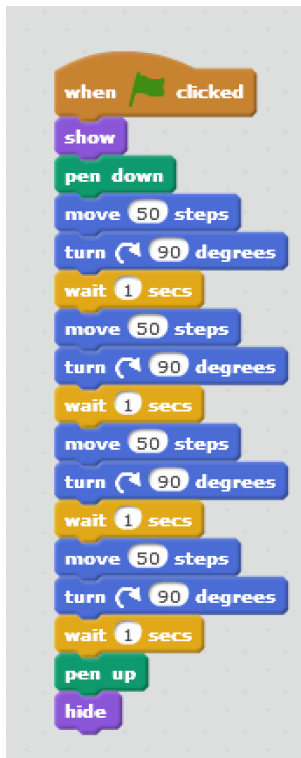 when clicked
show
pen down
move 50 steps
turn 90 degrees
wait 1 secs
move 50 steps
turn 90 degrees
wait 1 secs
move 50 steps
turn 90 degrees
wait 1 secs
move 50 steps
turn 90 degrees
wait 1 secs
pen up
hide